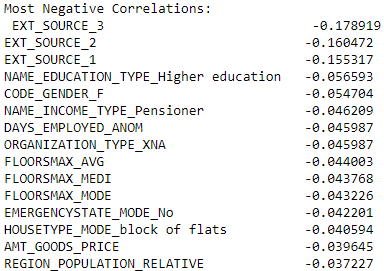 Most Negative Correlations:
EXT_SOURCE_3 -0.178919
EXT_SOURCE_2 -0.160472
EXT_SOURCE_1 -0.155317
NAME_EDUCATION_TYPE_Higher education -0.056593
CODE_GENDER_F -0.054704
NAME_INCOME_TYPE_Pensioner -0.046209
DAYS_EMPLOYED_ANOM -0.045987
ORGANIZATION_TYPE_XNA -0.045987
FLOORSMAX_AVG -0.044003
FLOORSMAX_MEDI -0.043768
FLOORSMAX_MODE -0.043226
EMERGENCYSTATE_MODE_No -0.042201
HOUSETYPE_MODE_block of flats -0.040594
AMT_GOODS_PRICE -0.039645
REGION_POPULATION_RELATIVE -0.037227